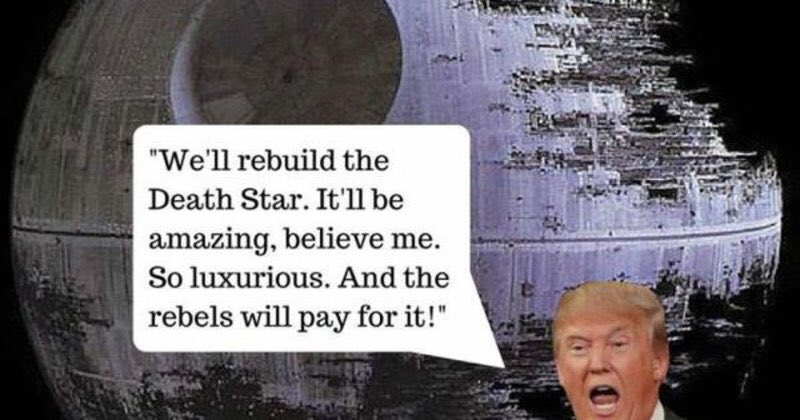 "We'll rebuild the
Death Star. It'll be
amazing, believe me.
So luxurious. And the
rebels will pay for it!"